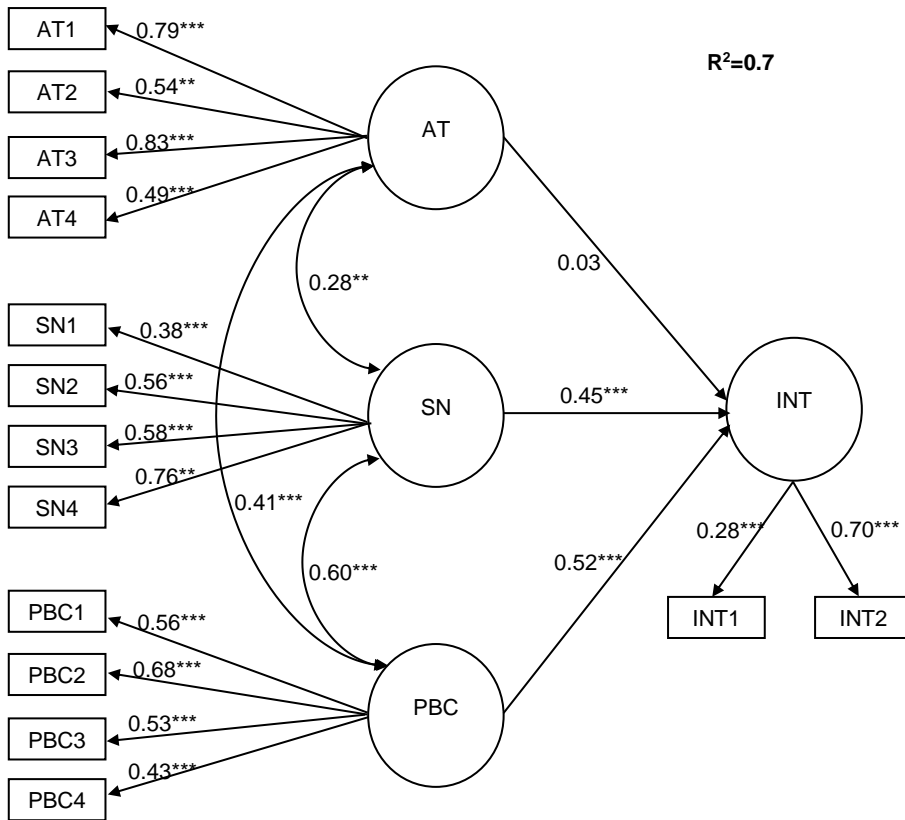 AT1
0.79***
R²=0.7
AT2
0.54**
AT
AT3
0.83***
AT4
0.49***
0.28**
0.03
SN1
0.38***
SN2
0.56***
SN
0.45***
INT
SN3
0.58***
SN4
0.76**
0.41***
0.60***
0.52***
0.28***
0.70***
PBC1
0.56***
INT1
INT2
PBC2
0.68***
PBC
PBC3
0.53***
PBC4
0.43***